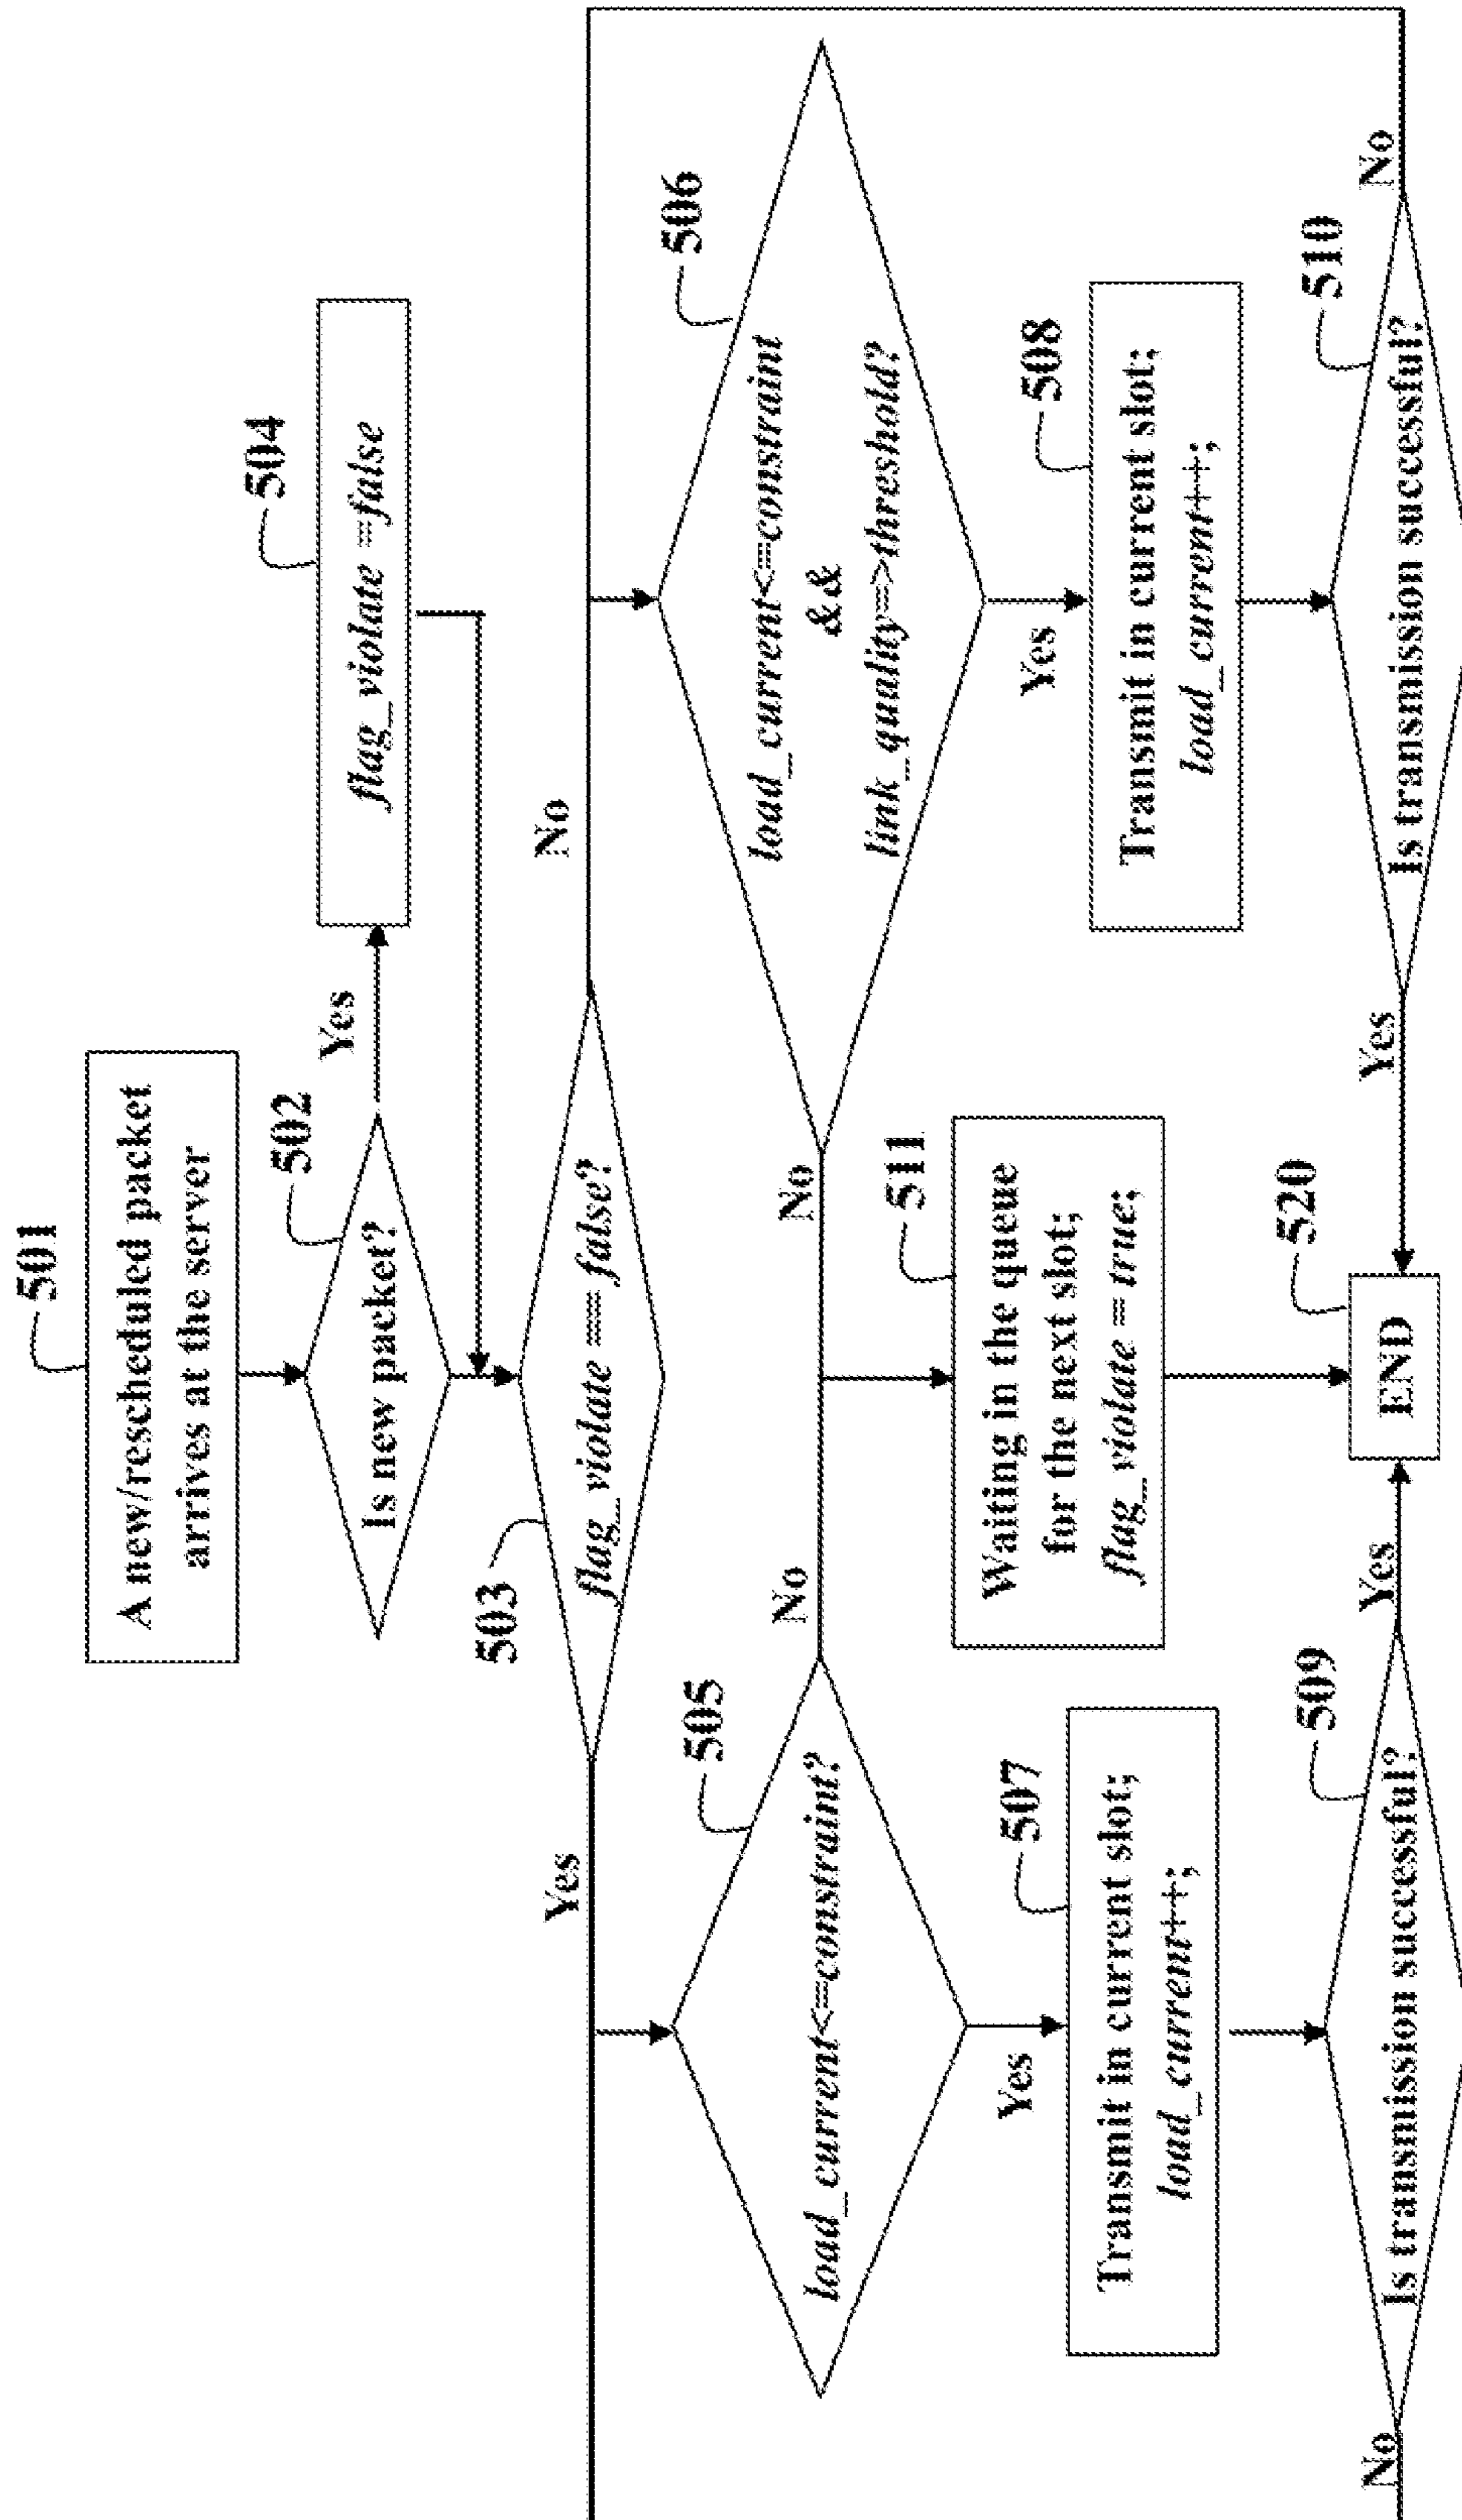 501
A new/rescheduled packet
arrives at the server
502
Is new packet?
Yes
504
flag_violate =false
503
flag_violate == false?
Yes
No
505
load_current<=constraint?
No
No
506
load_current<=constraint
&&
link_quality=>threshold?
Yes
Yes
507
Transmit in current slot;
load_current++;
511
Waiting in the queue
for the next slot;
flag_violate = true;
508
Transmit in current slot;
load_current++;
No
509
Is transmission successful?
Yes
520
END
Yes
510
Is transmission successful?
No